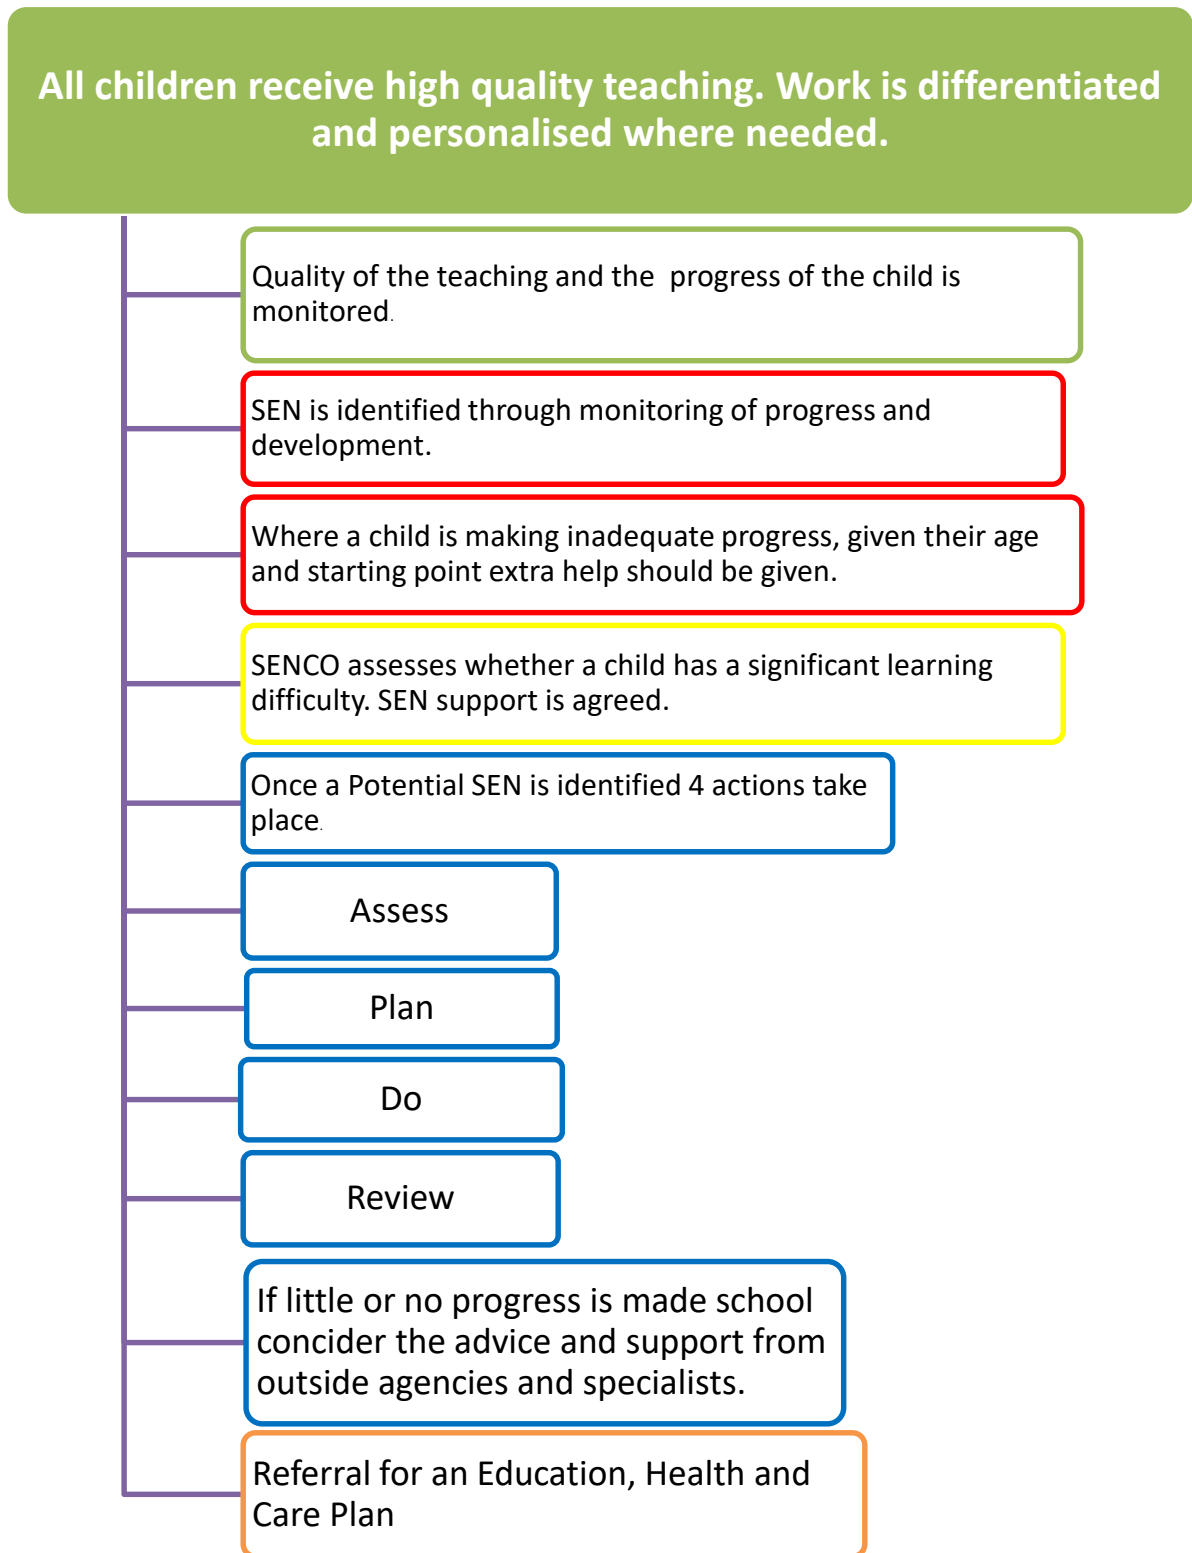 All children receive high quality teaching. Work is differentiated
and personalised where needed.
Quality of the teaching and the  progress of the child is
monitored.
SEN is identified through monitoring of progress and
development.
Where a child is making inadequate progress, given their age
and starting point extra help should be given.
SENCO assesses whether a child has a significant learning
difficulty. SEN support is agreed.
Once a Potential SEN is identified 4 actions take
place.
Assess
Plan
Do
Review
If little or no progress is made school
concider the advice and support from
outside agencies and specialists.
Referral for an Education, Health and
Care Plan